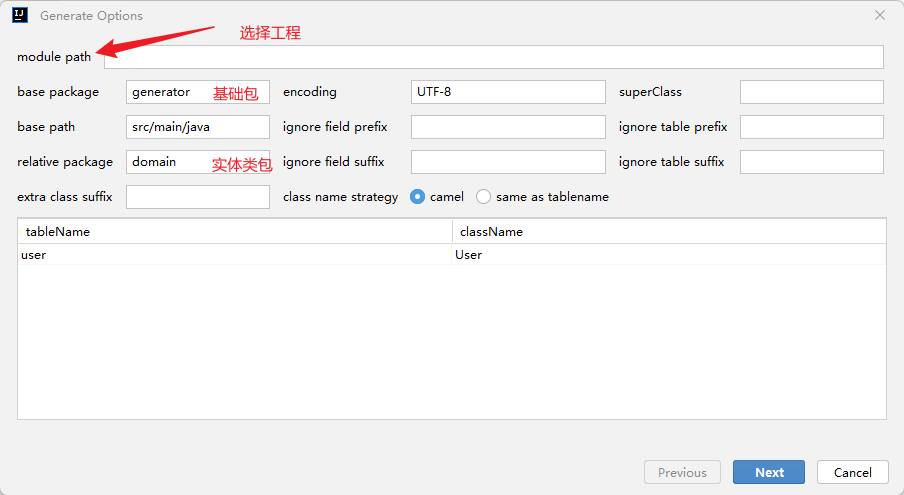 IJ Generate Options
选择工程
module path
base package generator 基础包 encoding UTF-8 superClass
base path src/main/java ignore field prefix ignore table prefix
relative package domain 实体类包 ignore field suffix ignore table suffix
extra class suffix class name strategy camel same as tablename
tableName className
user User
Previous Next Cancel